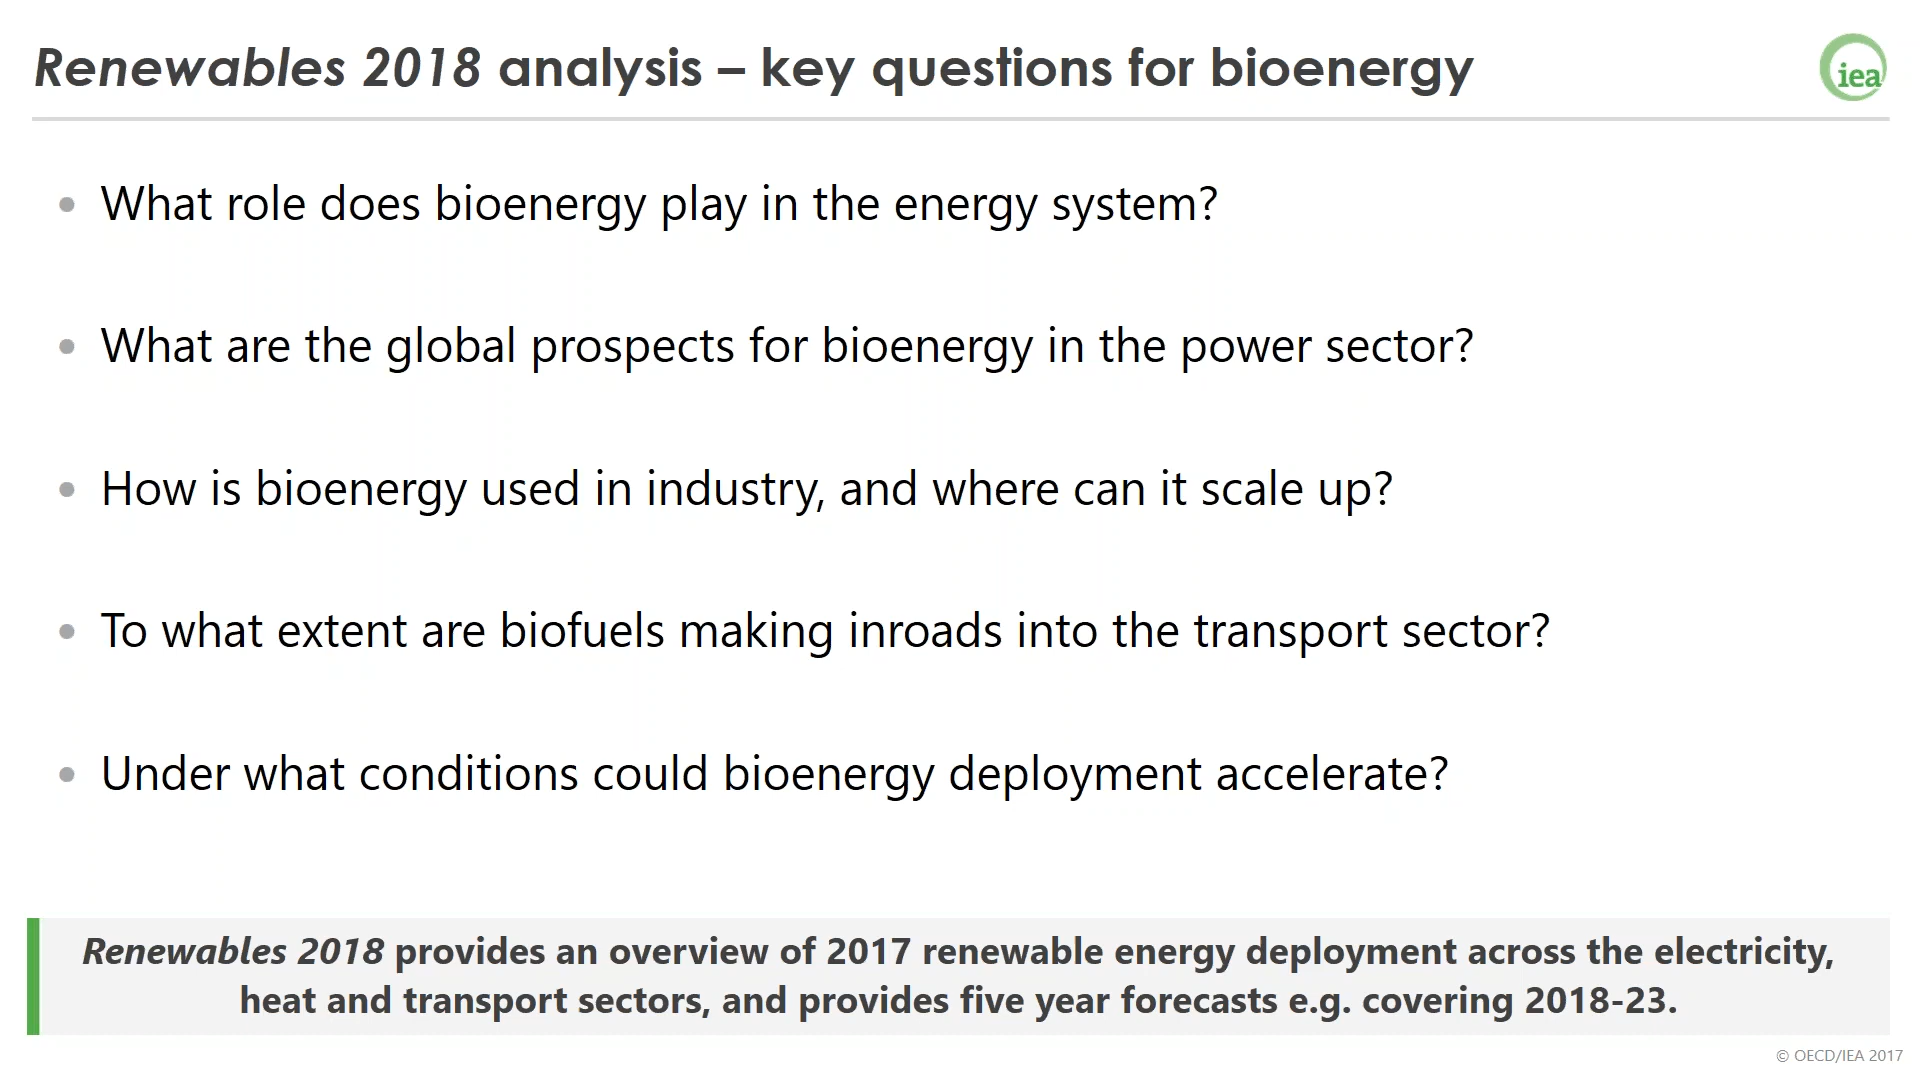 Renewables 2018 analysis – key questions for bioenergy
iea
• What role does bioenergy play in the energy system?
• What are the global prospects for bioenergy in the power sector?
• How is bioenergy used in industry, and where can it scale up?
• To what extent are biofuels making inroads into the transport sector?
• Under what conditions could bioenergy deployment accelerate?
Renewables 2018 provides an overview of 2017 renewable energy deployment across the electricity,
heat and transport sectors, and provides five year forecasts e.g. covering 2018-23.
© OECD/IEA 2017